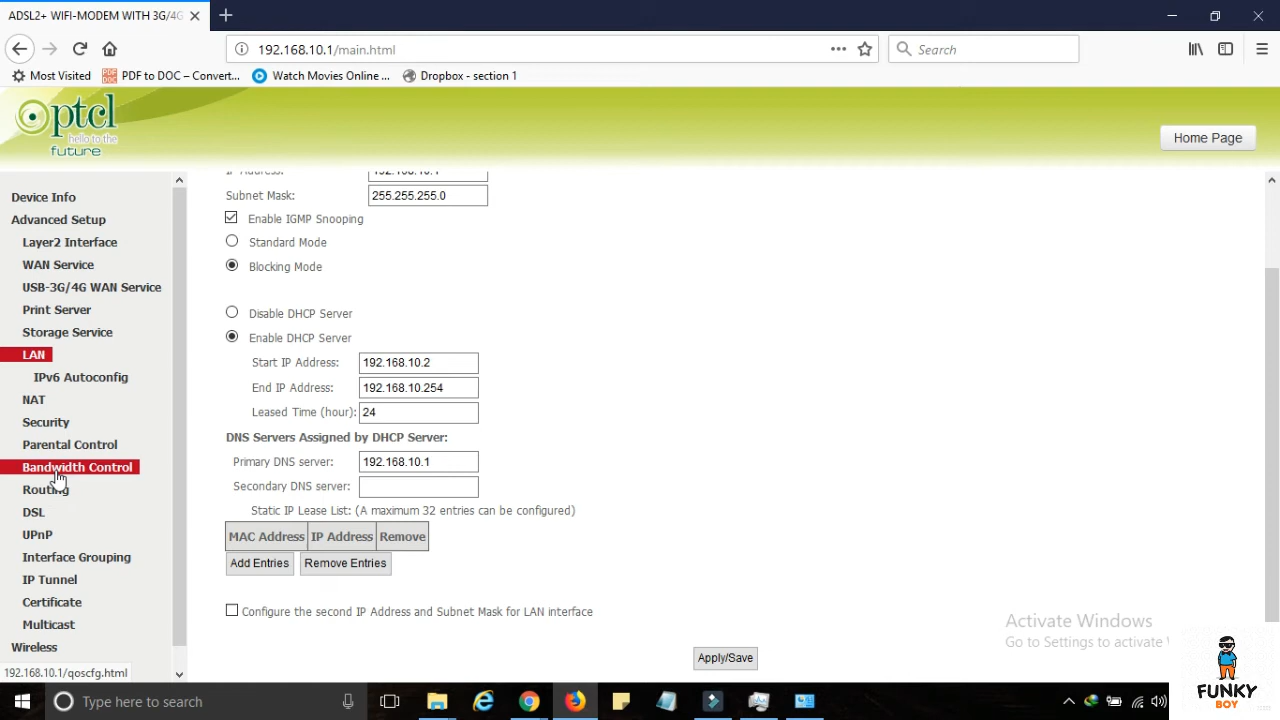 ADSL2+ WIFI-MODEM WITH 3G/4G
192.168.10.1/main.html
Search
Most Visited
PDF to DOC – Convert...
Watch Movies Online ...
Dropbox - section 1
ptcl
hello to the
future
Home Page
Device Info
Advanced Setup
Layer2 Interface
WAN Service
USB-3G/4G WAN Service
Print Server
Storage Service
LAN
IPv6 Autoconfig
NAT
Security
Parental Control
Bandwidth Control
Routing
DSL
UPnP
Interface Grouping
IP Tunnel
Certificate
Multicast
Wireless
192.168.10.1/qoscfg.html
IP Address: 192.168.10.1
Subnet Mask: 255.255.255.0
Enable IGMP Snooping
Standard Mode
Blocking Mode
Disable DHCP Server
Enable DHCP Server
Start IP Address: 192.168.10.2
End IP Address: 192.168.10.254
Leased Time (hour): 24
DNS Servers Assigned by DHCP Server:
Primary DNS server: 192.168.10.1
Secondary DNS server:
Static IP Lease List: (A maximum 32 entries can be configured)
MAC Address IP Address Remove
Add Entries Remove Entries
Configure the second IP Address and Subnet Mask for LAN interface
Apply/Save
Activate Windows
Go to Settings to activate
FUNKY
BOY
Type here to search